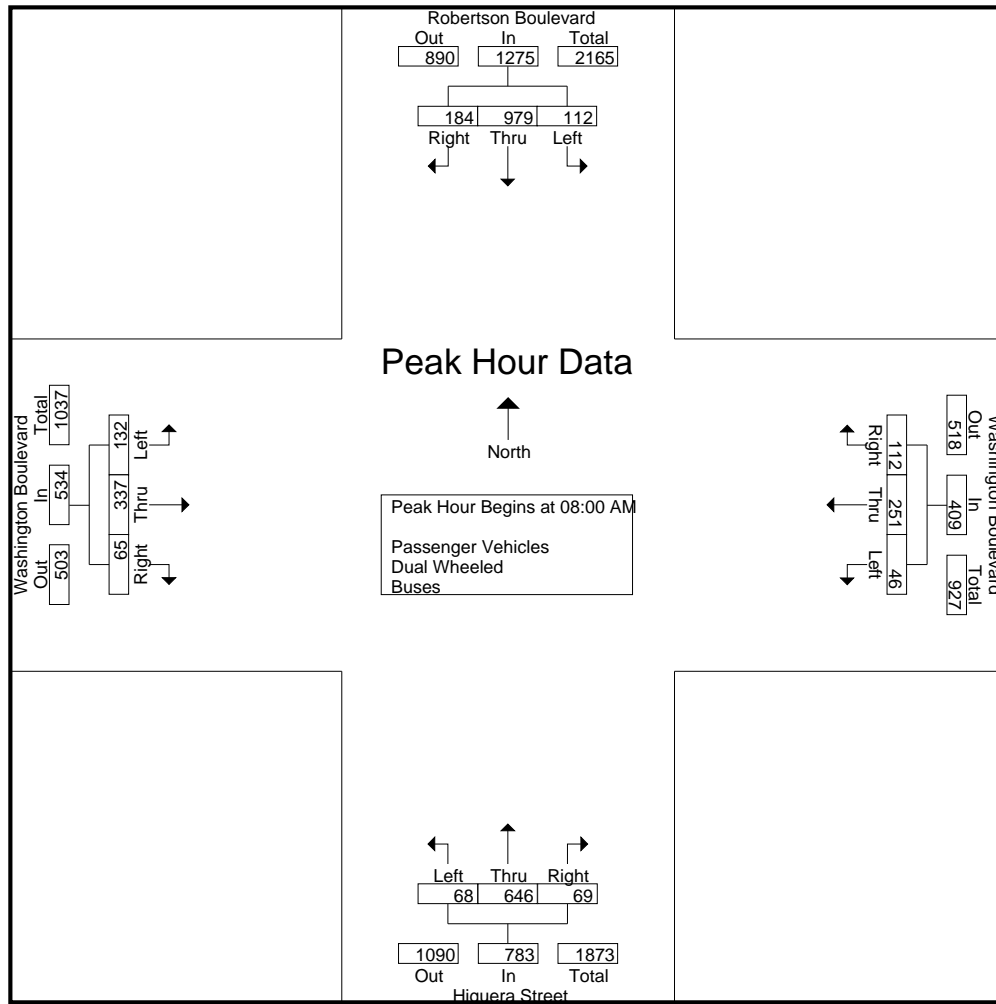 Robertson Boulevard
Out In Total
890 1275 2165
184 979 112
Right Thru Left
Peak Hour Data
North
Peak Hour Begins at 08:00 AM
Passenger Vehicles
Dual Wheeled
Buses
Washington Boulevard
Out In Total
503 534 1037
65 337 132
Right Thru Left
Washington Boulevard
Out In Total
518 409 927
112 251 46
Right Thru Left
Left Thru Right
68 646 69
1090 783 1873
Out In Total
Higuera Street